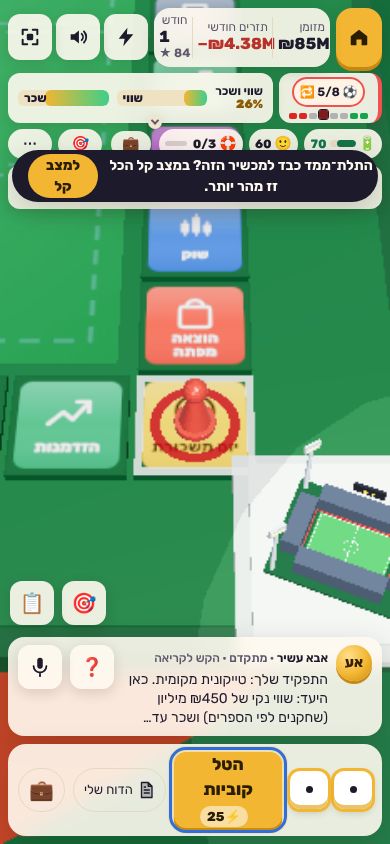 מזומן
₪85M
תזרים חודשי
−₪4.38M
חודש
1
★ 84
5/8
שווי ושכר
26%
שווי
שכר
70
60
0/3
...
התלת־ממד כבד למכשיר הזה? במצב קל הכל
זז מהר יותר.
למצב
קל
שוק
הוצאה
מפתה
הזדמנות
יום משכורת
אבא עשיר • מתקדם • הקש לקריאה
אע
התפקיד שלך: טייקונית מקומית. כאן
היעד: שווי נקי של ₪450 מיליון
(שחקנים לפי הספרים) ושכר עד...
הטל
קוביות
25⚡
הדוח שלי